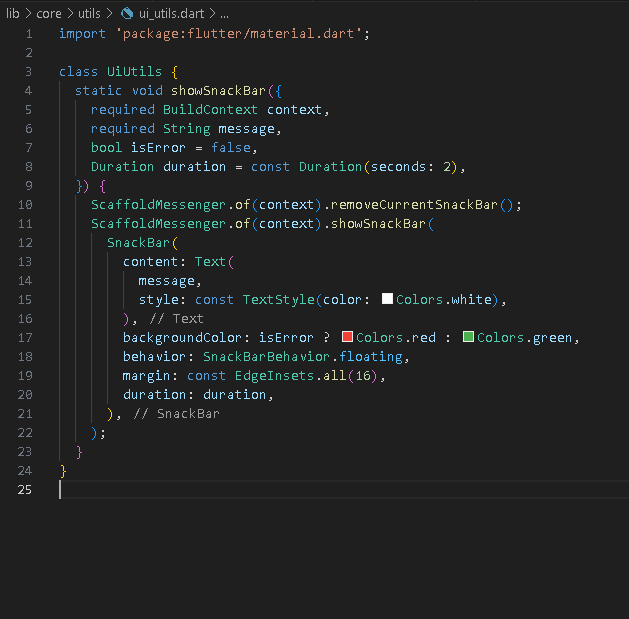 lib > core > utils > ui_utils.dart > ...
1 import 'package:flutter/material.dart';
2
3 class UiUtils {
4   static void showSnackBar({
5     required BuildContext context,
6     required String message,
7     bool isError = false,
8     Duration duration = const Duration(seconds: 2),
9   }) {
10     ScaffoldMessenger.of(context).removeCurrentSnackBar();
11     ScaffoldMessenger.of(context).showSnackBar(
12       SnackBar(
13         content: Text(
14           message,
15           style: const TextStyle(color: Colors.white),
16         ), // Text
17         backgroundColor: isError ? Colors.red : Colors.green,
18         behavior: SnackBarBehavior.floating,
19         margin: const EdgeInsets.all(16),
20         duration: duration,
21       ), // SnackBar
22     );
23   }
24 }
25